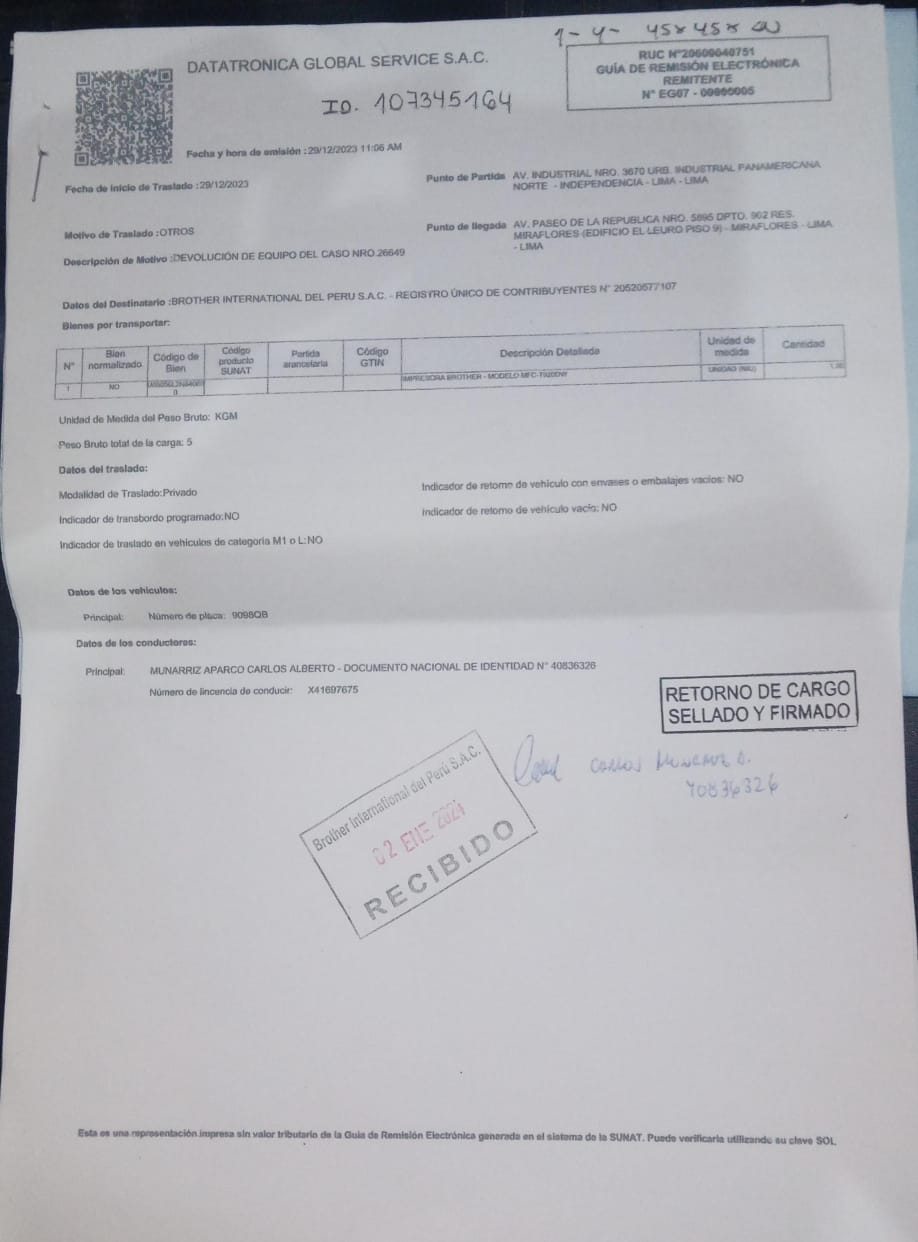 1-4- 45x45x
DATATRONICA GLOBAL SERVICE S.A.C.
ID. 107345164
RUC N°20609040751
GUÍA DE REMISIÓN ELECTRÓNICA
REMITENTE
N° EG07 - 00000005
Fecha y hora de emisión :29/12/2023 11:06 AM
Fecha de inicio de Traslado :29/12/2023
Punto de Partida AV. INDUSTRIAL NRO. 3670 URB. INDUSTRIAL PANAMERICANA
NORTE - INDEPENDENCIA - LIMA - LIMA
Motivo de Traslado :OTROS
Punto de llegada AV. PASEO DE LA REPUBLICA NRO. 5895 DPTO. 902 RES.
MIRAFLORES (EDIFICIO EL LEURO PISO 9) - MIRAFLORES - LIMA
- LIMA
Descripción de Motivo :DEVOLUCIÓN DE EQUIPO DEL CASO NRO.26649
Datos del Destinatario :BROTHER INTERNATIONAL DEL PERU S.A.C. - REGISTRO ÚNICO DE CONTRIBUYENTES N° 20520577107
Bienes por transportar:
N° Bien normalizado Código de Bien Código producto SUNAT Partida arancelaria Código GTIN Descripción Detallada Unidad de medida Cantidad
1 NO IMPRESORA BROTHER - MODELO MFC-T920DW UNIDAD (NIU)
Unidad de Medida del Peso Bruto: KGM
Peso Bruto total de la carga: 5
Datos del traslado:
Modalidad de Traslado:Privado
Indicador de retorno de vehículo con envases o embalajes vacíos: NO
Indicador de transbordo programado:NO
Indicador de retorno de vehículo vacío: NO
Indicador de traslado en vehículos de categoría M1 o L:NO
Datos de los vehículos:
Principal: Número de placa: 9098QB
Datos de los conductores:
Principal: MUNARRIZ APARCO CARLOS ALBERTO - DOCUMENTO NACIONAL DE IDENTIDAD N° 40836326
Número de lincencia de conducir: X41697675
RETORNO DE CARGO
SELLADO Y FIRMADO
Brother International del Perú S.A.C.
02 ENE. 2024
RECIBIDO
CARLOS
40836326
Esta es una representación impresa sin valor tributario de la Guía de Remisión Electrónica generada en el sistema de la SUNAT. Puede verificarla utilizando su clave SOL.